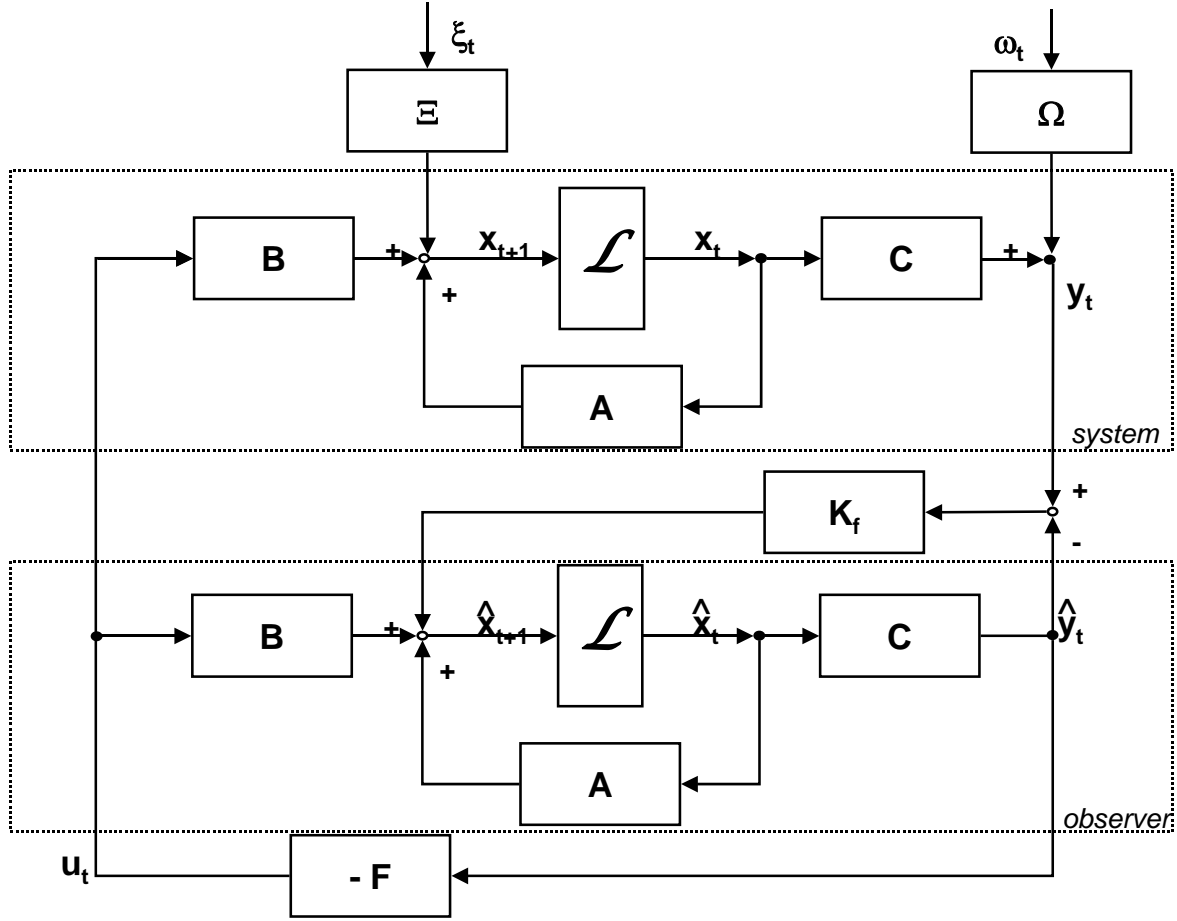 ξt
ωt
Ξ
Ω
B
+
xt+1
ℒ
xt
C
+
+
yt
A
system
Kf
+
-
B
+
x̂t+1
ℒ
x̂t
C
ŷt
+
A
observer
ut
- F